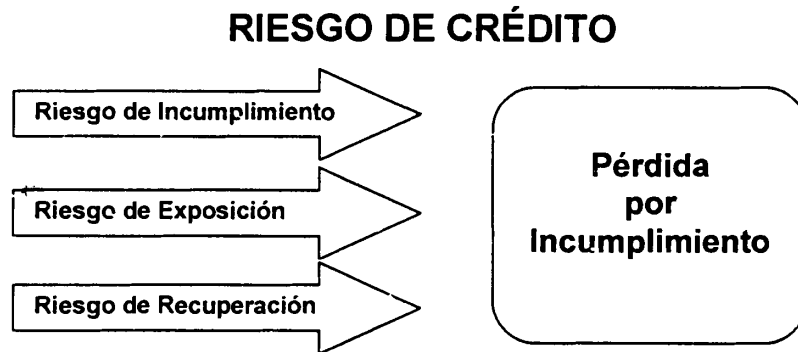 RIESGO DE CRÉDITO
Riesgo de Incumplimiento
Riesgo de Exposición
Riesgo de Recuperación
Pérdida
por
Incumplimiento